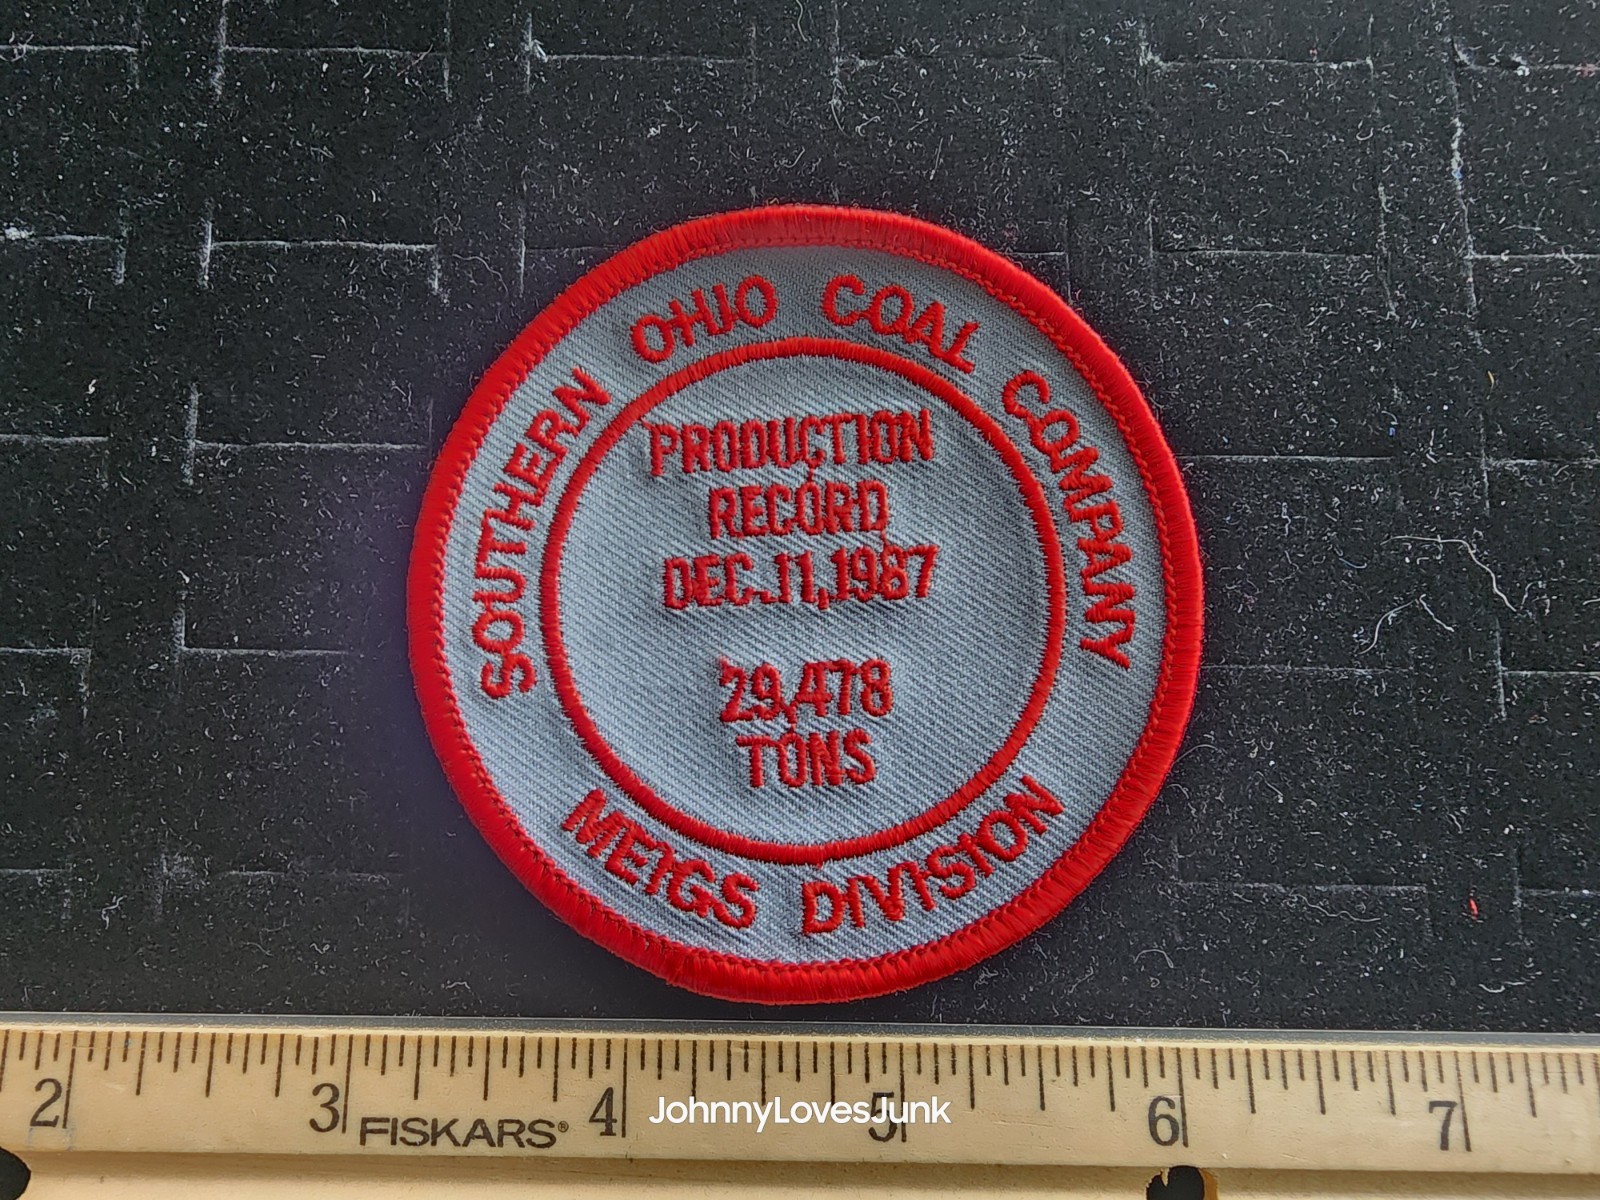 SOUTHERN OHIO COAL COMPANY
PRODUCTION
RECORD
DEC.11,1987
29,478
TONS
MEIGS DIVISION
2 3 4 5 6 7
FISKARS®
JohnnyLovesJunk